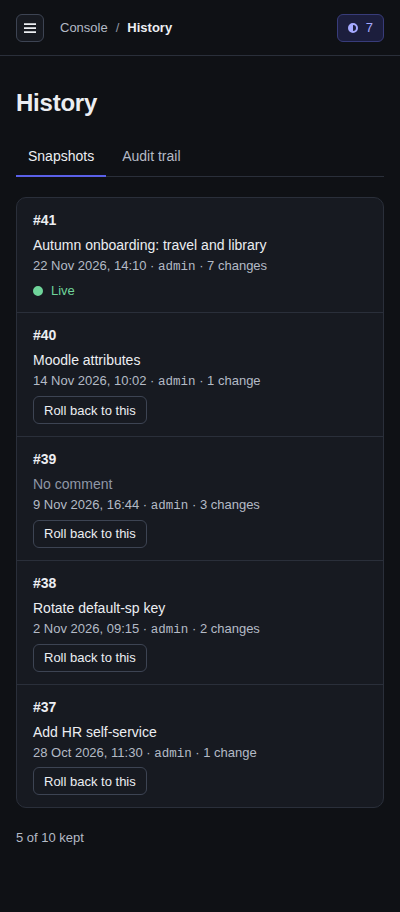 Console / History
7
History
Snapshots Audit trail
#41
Autumn onboarding: travel and library
22 Nov 2026, 14:10 · admin · 7 changes
Live
#40
Moodle attributes
14 Nov 2026, 10:02 · admin · 1 change
Roll back to this
#39
No comment
9 Nov 2026, 16:44 · admin · 3 changes
Roll back to this
#38
Rotate default-sp key
2 Nov 2026, 09:15 · admin · 2 changes
Roll back to this
#37
Add HR self-service
28 Oct 2026, 11:30 · admin · 1 change
Roll back to this
5 of 10 kept